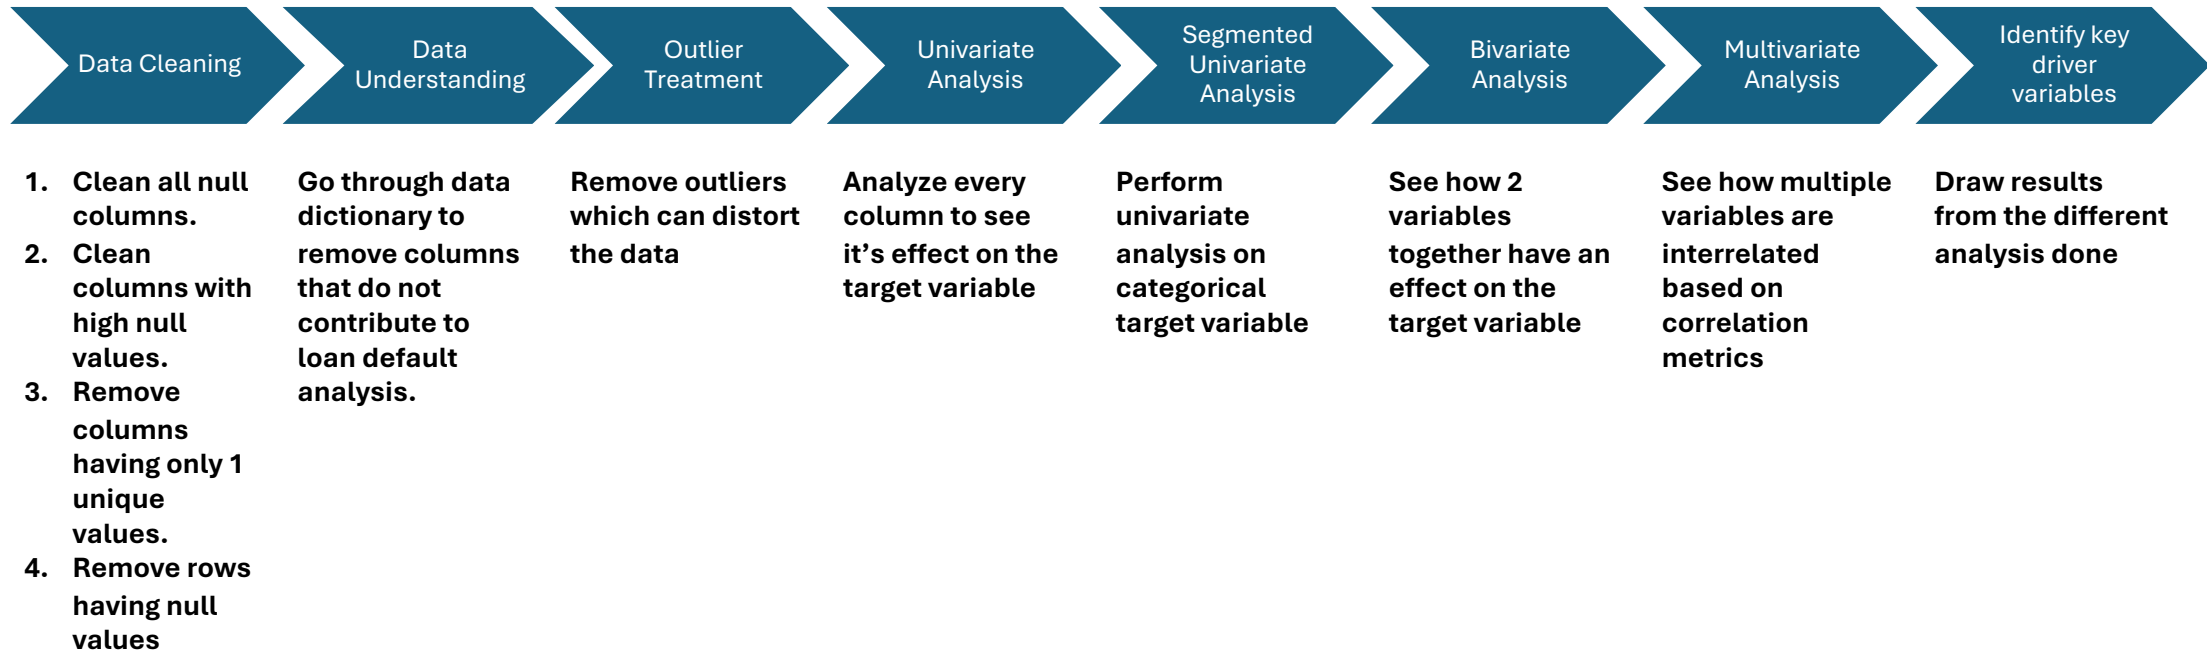 Data Cleaning
Data
Understanding
Outlier
Treatment
Univariate
Analysis
Segmented
Univariate
Analysis
Bivariate
Analysis
Multivariate
Analysis
Identify key
driver
variables
1. Clean all null
columns.
2. Clean
columns with
high null
values.
3. Remove
columns
having only 1
unique
values.
4. Remove rows
having null
values
Go through data
dictionary to
remove columns
that do not
contribute to
loan default
analysis.
Remove outliers
which can distort
the data
Analyze every
column to see
it’s effect on the
target variable
Perform
univariate
analysis on
categorical
target variable
See how 2
variables
together have an
effect on the
target variable
See how multiple
variables are
interrelated
based on
correlation
metrics
Draw results
from the different
analysis done